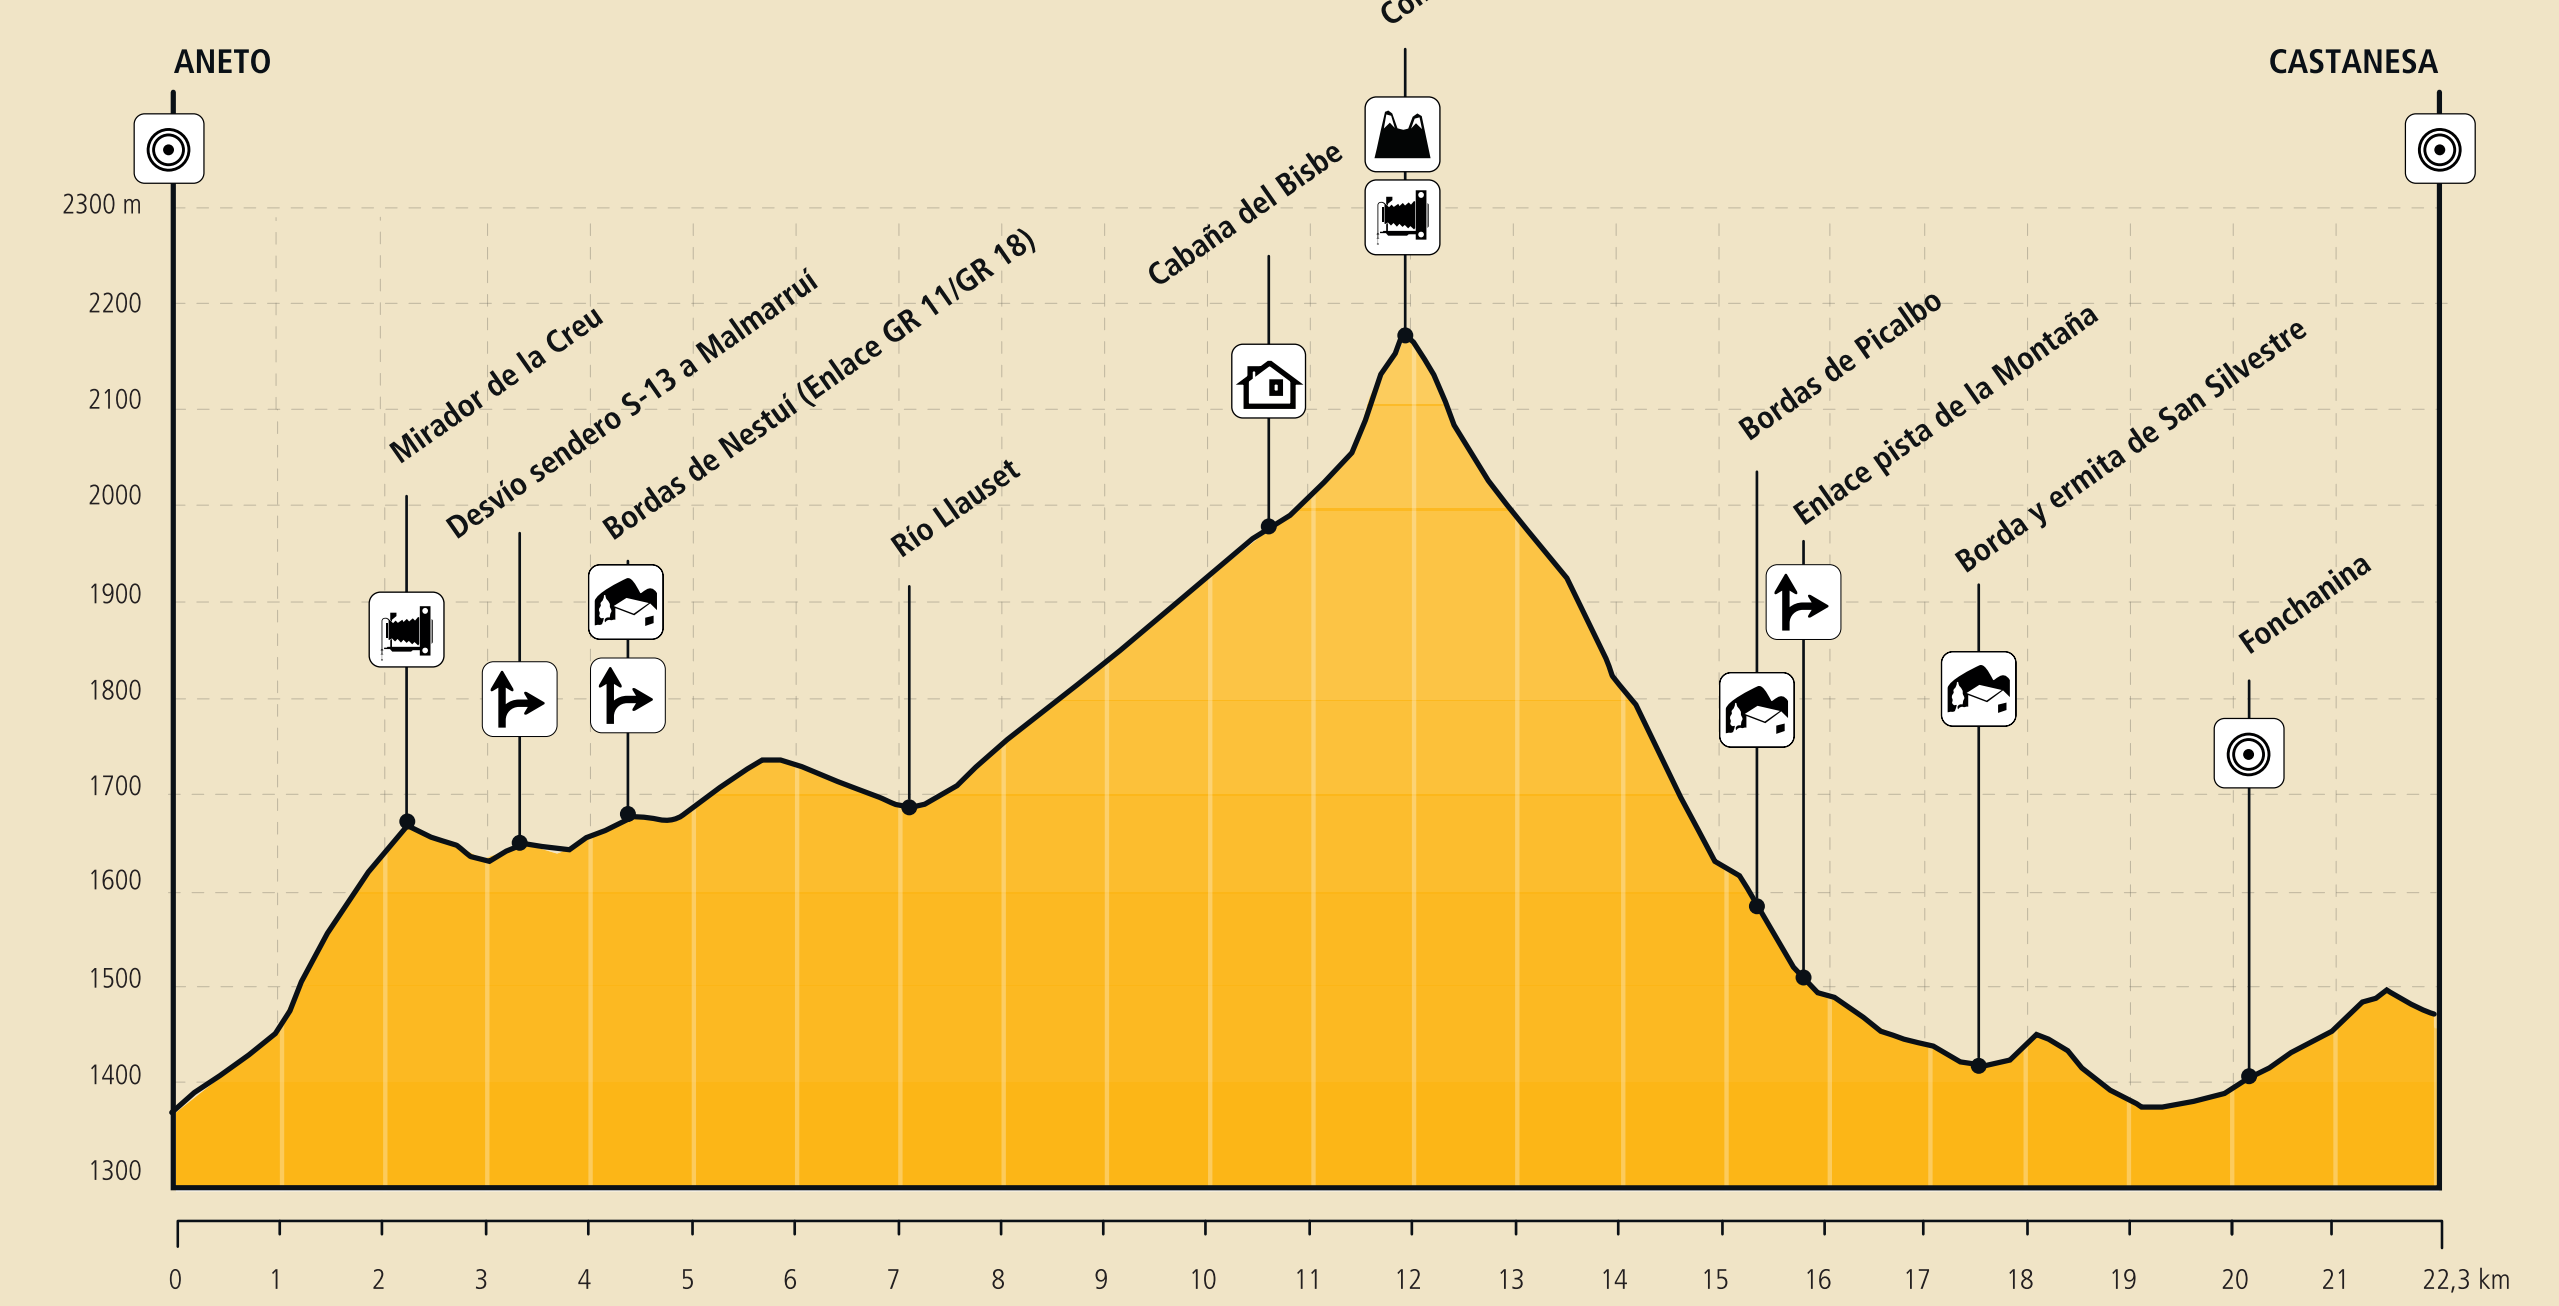 ANETO
CASTANESA
Mirador de la Creu
Desvío sendero S-13 a Malmarruí
Bordas de Nestuí (Enlace GR 11/GR 18)
Río Llauset
Cabaña del Bisbe
Bordas de Picalbo
Enlace pista de la Montaña
Borda y ermita de San Silvestre
Fonchanina
2300 m
2200
2100
2000
1900
1800
1700
1600
1500
1400
1300
0 1 2 3 4 5 6 7 8 9 10 11 12 13 14 15 16 17 18 19 20 21 22,3 km